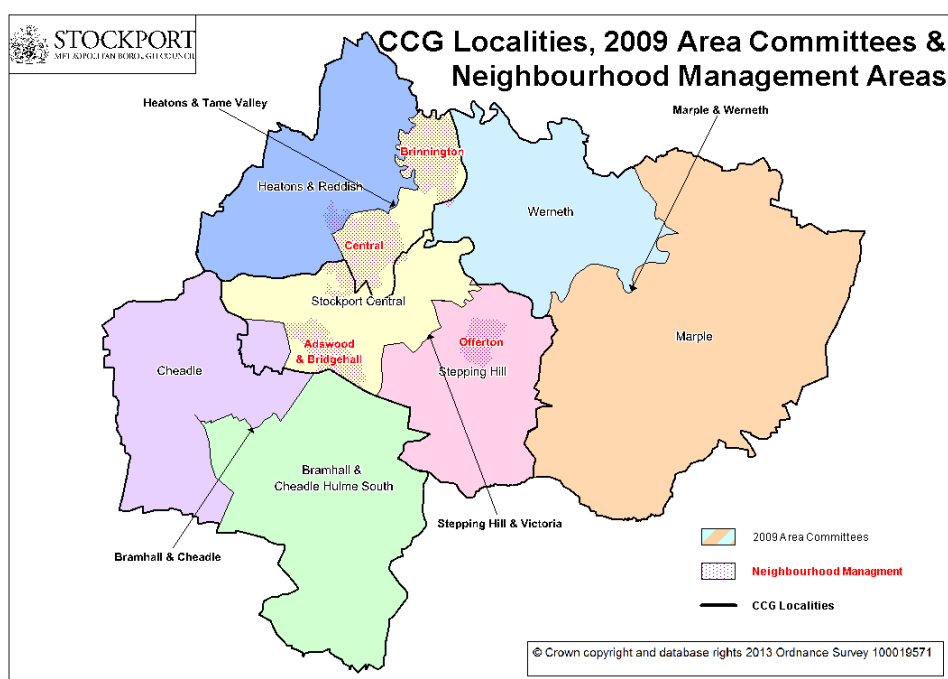 STOCKPORT
METROPOLITAN BOROUGH COUNCIL
CCG Localities, 2009 Area Committees &
Neighbourhood Management Areas
Heatons & Tame Valley
Marple & Werneth
Brinnington
Heatons & Reddish
Werneth
Central
Stockport Central
Marple
Adswood
& Bridgehall
Offerton
Stepping Hill
Cheadle
Bramhall &
Cheadle Hulme South
Stepping Hill & Victoria
Bramhall & Cheadle
2009 Area Committees
Neighbourhood Managment
CCG Localities
© Crown copyright and database rights 2013 Ordnance Survey 100019571